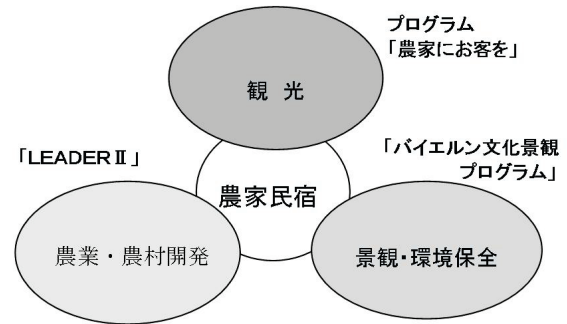 プログラム
「農家にお客を」
観 光
「バイエルン文化景観
プログラム」
「LEADERⅡ」
農家民宿
農業・農村開発
景観・環境保全